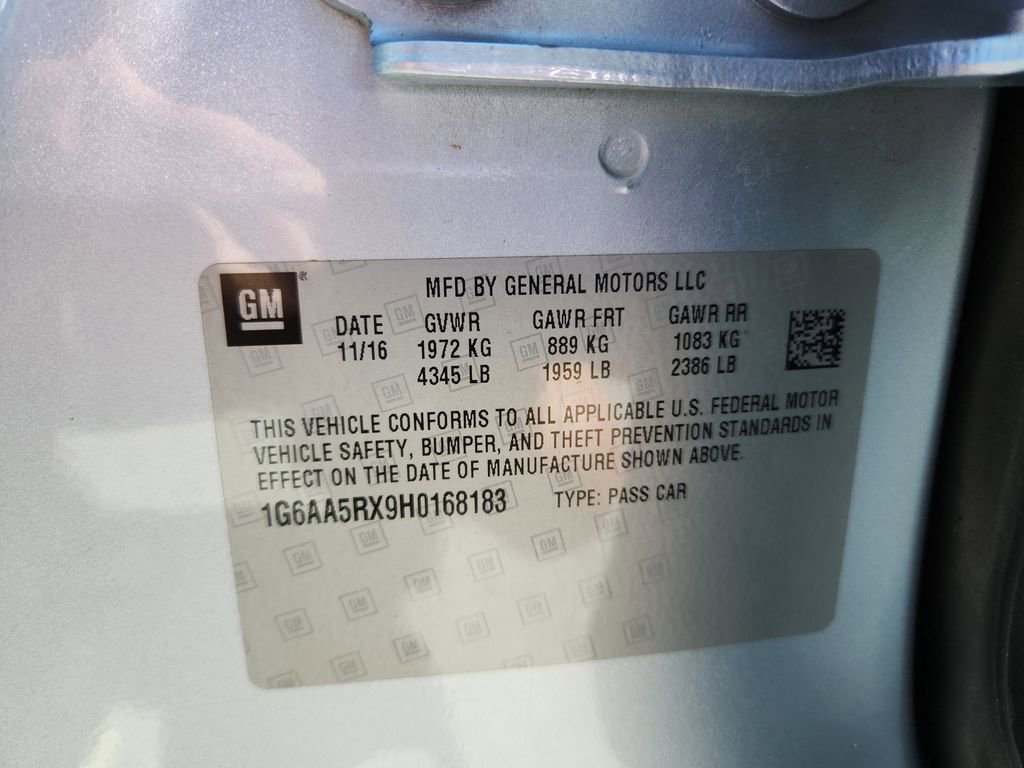 GM
MFD BY GENERAL MOTORS LLC
DATE GVWR GAWR FRT GAWR RR
11/16 1972 KG 889 KG 1083 KG
4345 LB 1959 LB 2386 LB
THIS VEHICLE CONFORMS TO ALL APPLICABLE U.S. FEDERAL MOTOR
VEHICLE SAFETY, BUMPER, AND THEFT PREVENTION STANDARDS IN
EFFECT ON THE DATE OF MANUFACTURE SHOWN ABOVE.
1G6AA5RX9H0168183 TYPE: PASS CAR